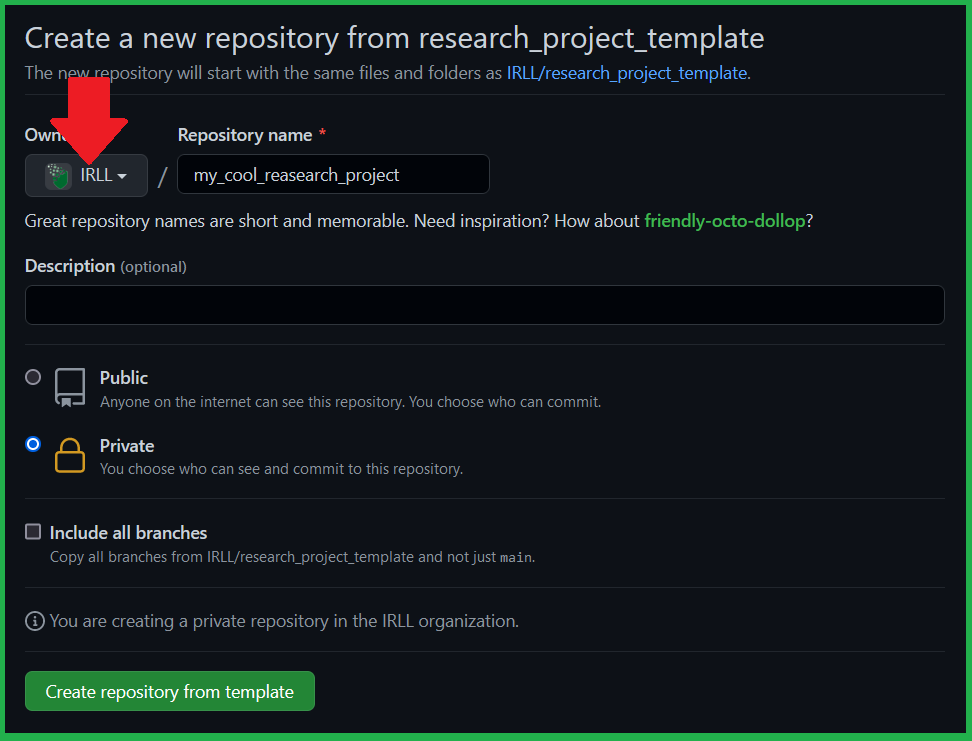 Create a new repository from research_project_template
The new repository will start with the same files and folders as IRLL/research_project_template.
Repository name *
IRLL / my_cool_reasearch_project
Great repository names are short and memorable. Need inspiration? How about friendly-octo-dollop?
Description (optional)
Public
Anyone on the internet can see this repository. You choose who can commit.
Private
You choose who can see and commit to this repository.
Include all branches
Copy all branches from IRLL/research_project_template and not just main.
You are creating a private repository in the IRLL organization.
Create repository from template